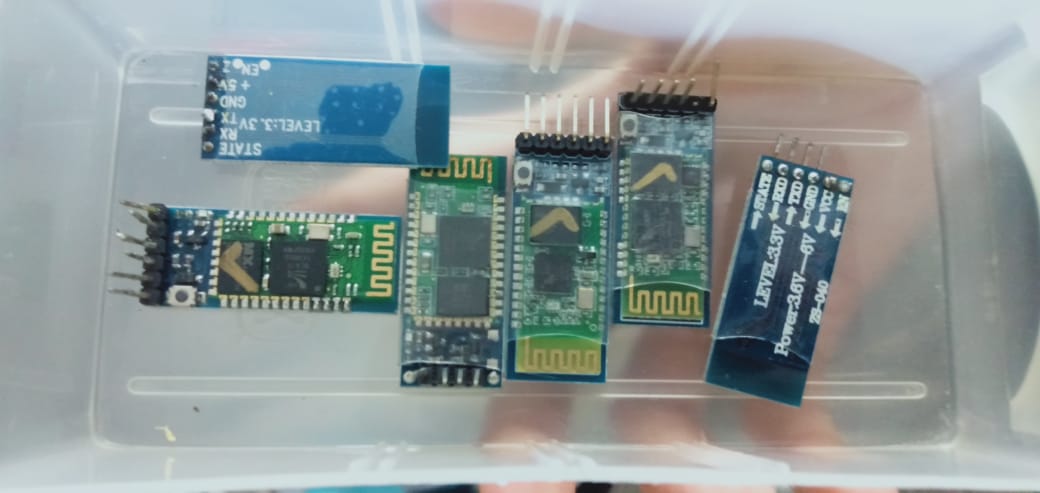 EN
+ 5V
GND
TX
RX
STATE
LEVEL:3.3V
STATE
RXD
TXD
GND
VCC
EN
LEVEL:3.3V
Power:3.6V---6V
ZS-040